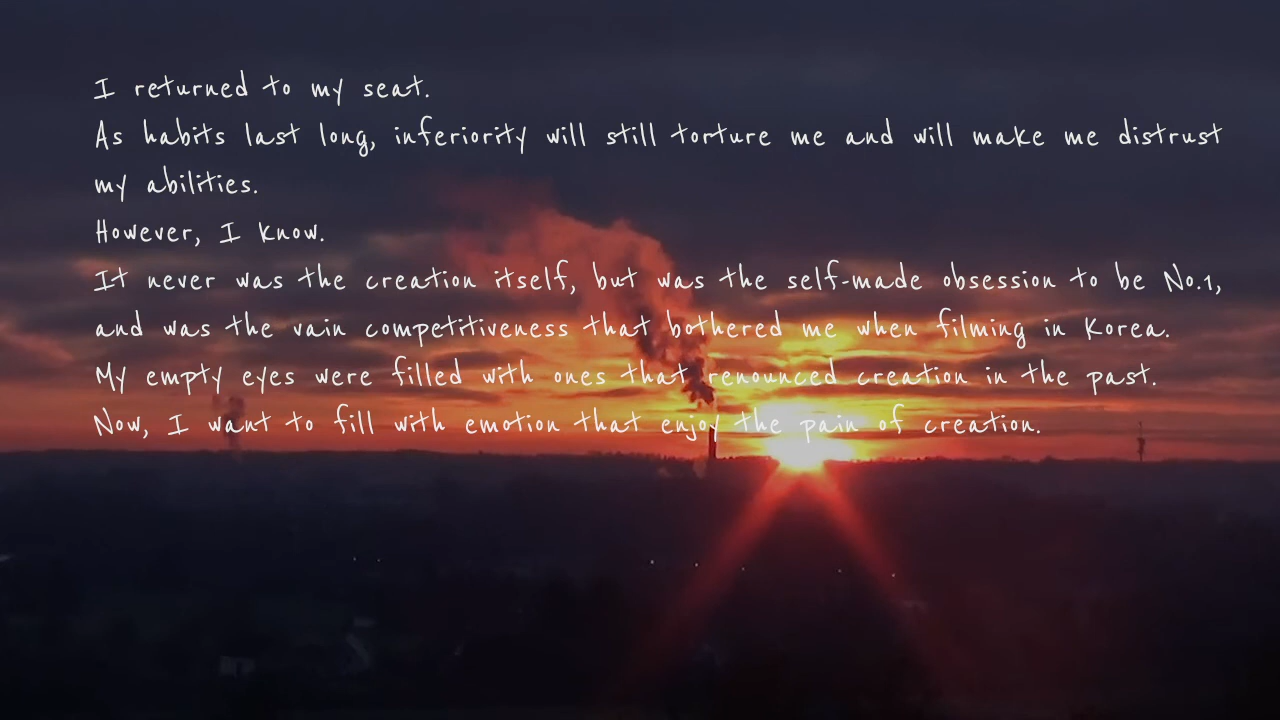 I returned to my seat.
As habits last long, inferiority will still torture me and will make me distrust
my abilities.
However, I know.
It never was the creation itself, but was the self-made obsession to be No.1,
and was the vain competitiveness that bothered me when filming in Korea.
My empty eyes were filled with ones that renounced creation in the past.
Now, I want to fill with emotion that enjoy the pain of creation.